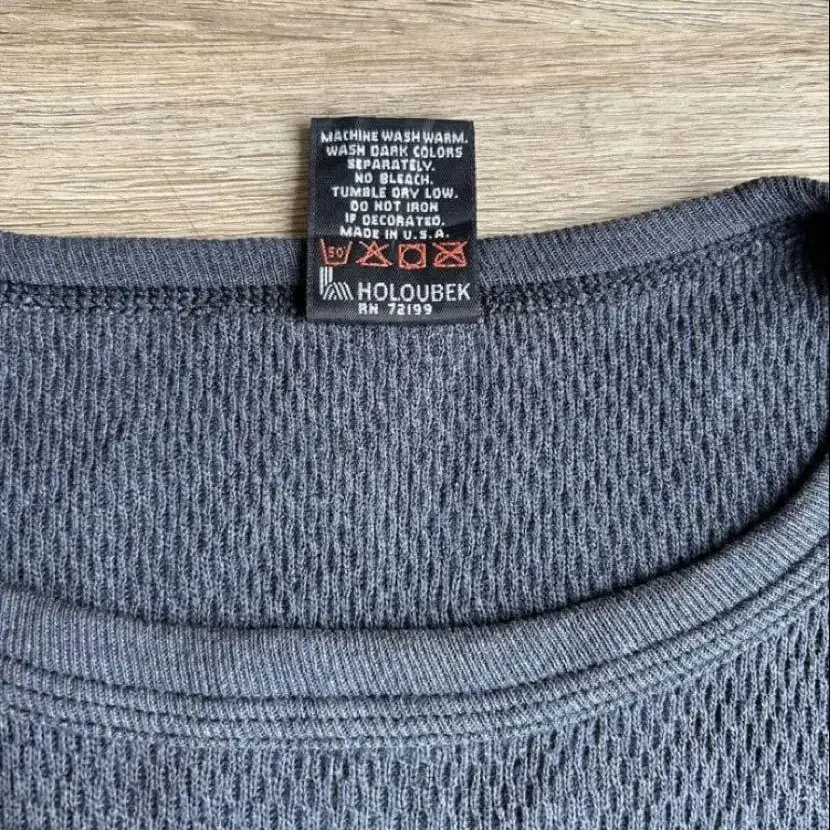 MACHINE WASH WARM.
WASH DARK COLORS
SEPARATELY.
NO BLEACH.
TUMBLE DRY LOW.
DO NOT IRON
IF DECORATED.
MADE IN U.S.A.
50
HOLOUBEK
RN 72199